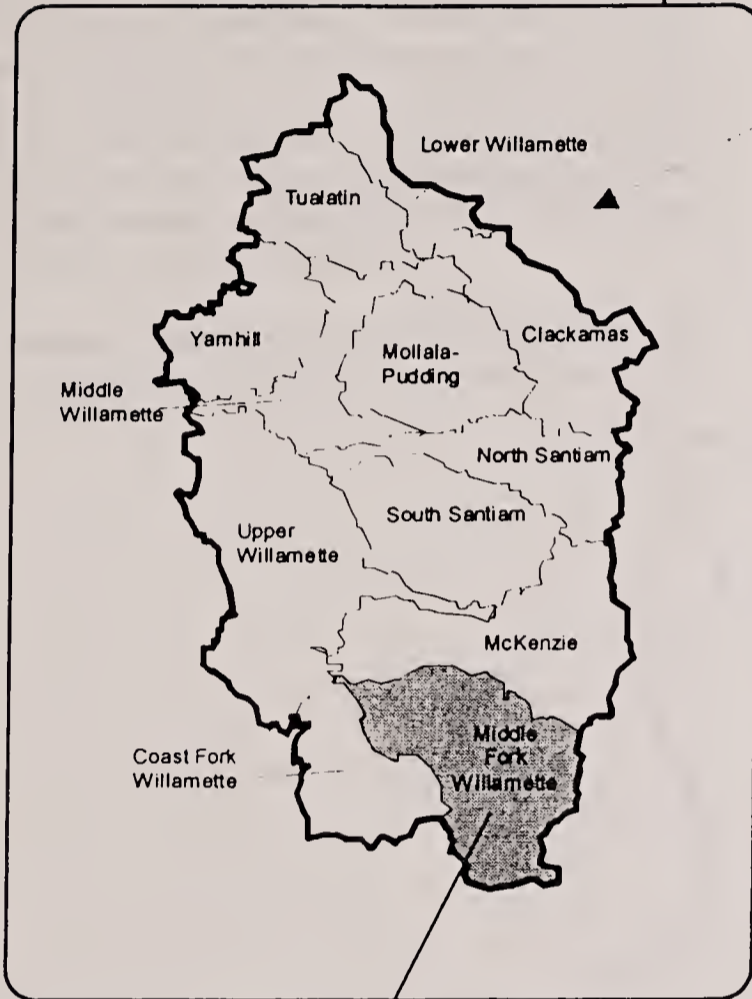 Lower Willamette
Tualatin
Yamhill
Clackamas
Mollala-
Pudding
Middle
Willamette
North Santiam
South Santiam
Upper
Willamette
McKenzie
Middle
Fork
Willamette
Coast Fork
Willamette